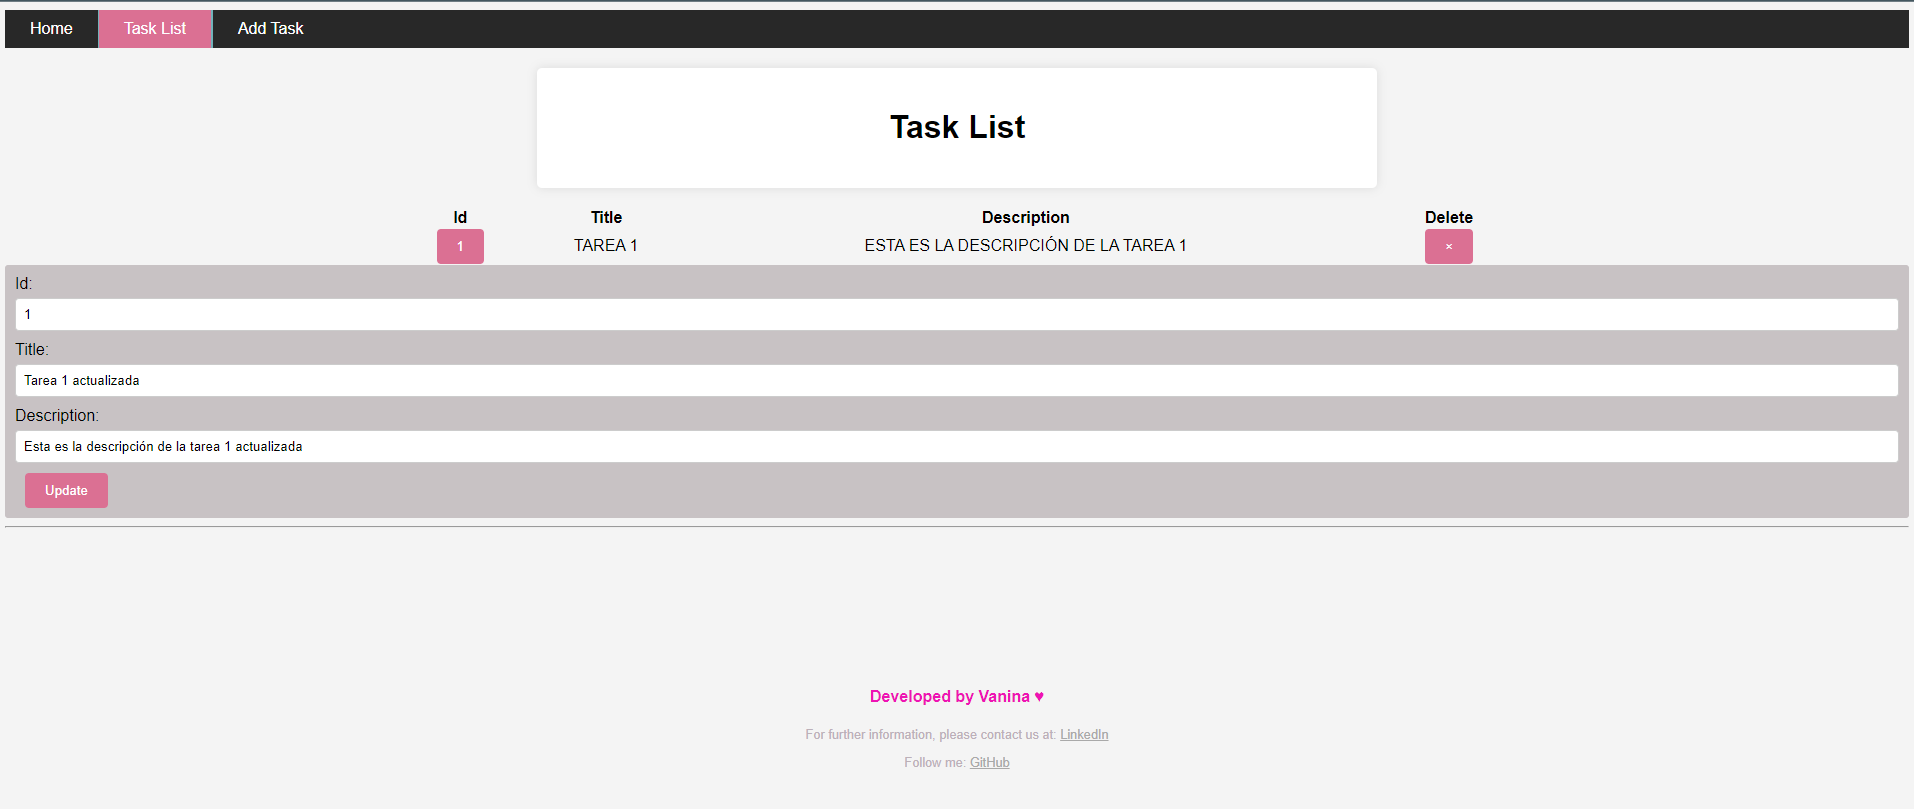 Home Task List Add Task
Task List
Id Title Description Delete
1 TAREA 1 ESTA ES LA DESCRIPCIÓN DE LA TAREA 1 ×
Id:
1
Title:
Tarea 1 actualizada
Description:
Esta es la descripción de la tarea 1 actualizada
Update
Developed by Vanina ♥
For further information, please contact us at: LinkedIn
Follow me: GitHub